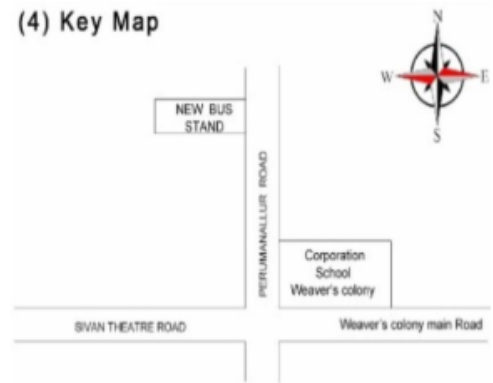 (4) Key Map
N
W
E
S
NEW BUS
STAND
PERUMANALLUR ROAD
Corporation
School
Weaver's colony
SIVAN THEATRE ROAD
Weaver's colony main Road